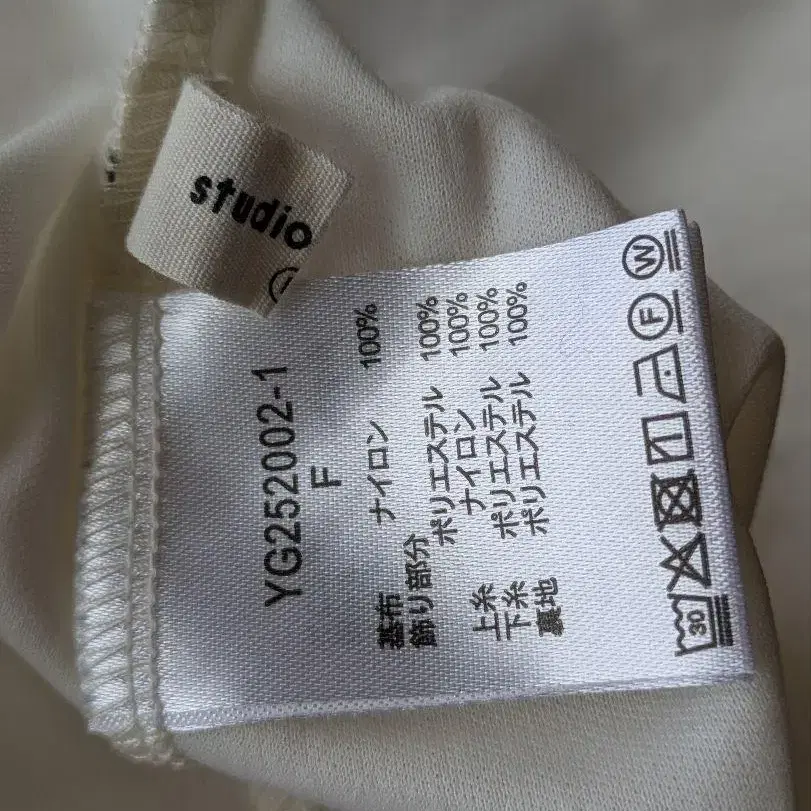 studio
YG252002-1
F
基布 ナイロン 100%
飾り部分
ポリエステル 100%
上糸 ナイロン 100%
下糸 ポリエステル 100%
裏地 ポリエステル 100%
30 F W